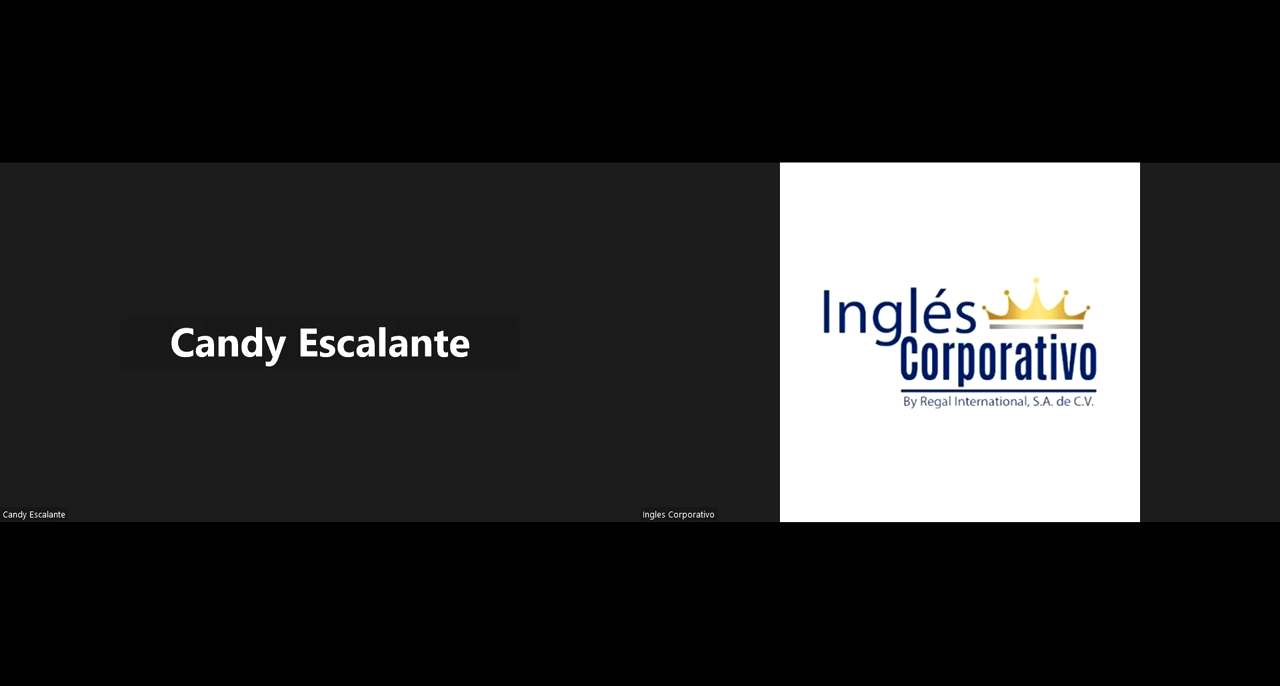 Candy Escalante
Inglés
Corporativo
By Regal International, S.A. de C.V.
Candy Escalante
Ingles Corporativo